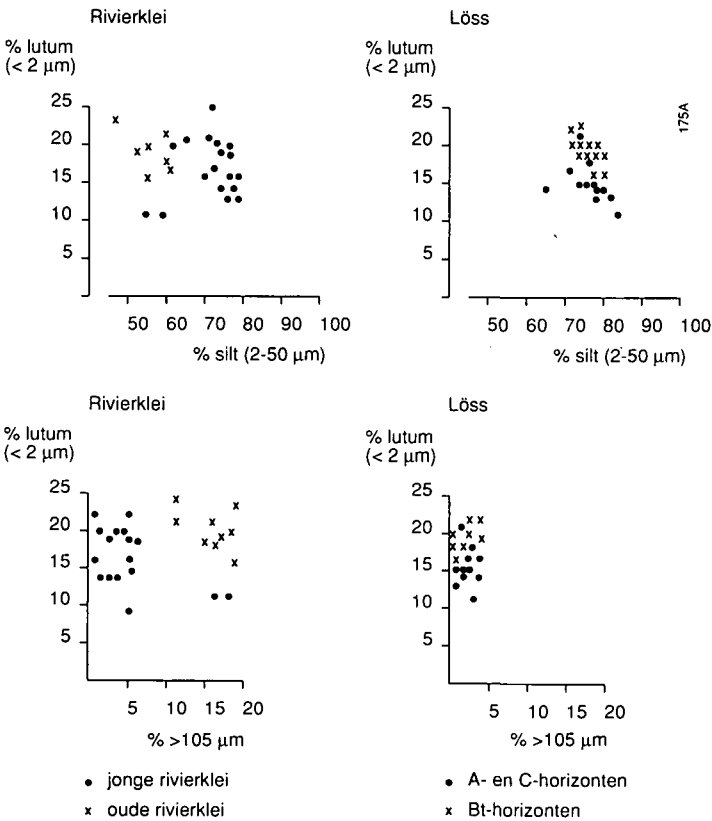 Rivierklei
% lutum
(< 2 µm)
25
20
15
10
5
50 60 70 80 90 100
% silt (2-50 µm)
Löss
% lutum
(< 2 µm)
175A
25
20
15
10
5
50 60 70 80 90 100
% silt (2-50 µm)
Rivierklei
% lutum
(< 2 µm)
25
20
15
10
5
5 10 15 20
% >105 µm
• jonge rivierklei
x oude rivierklei
Löss
% lutum
(< 2 µm)
25
20
15
10
5
5 10 15 20
% >105 µm
• A- en C-horizonten
x Bt-horizonten